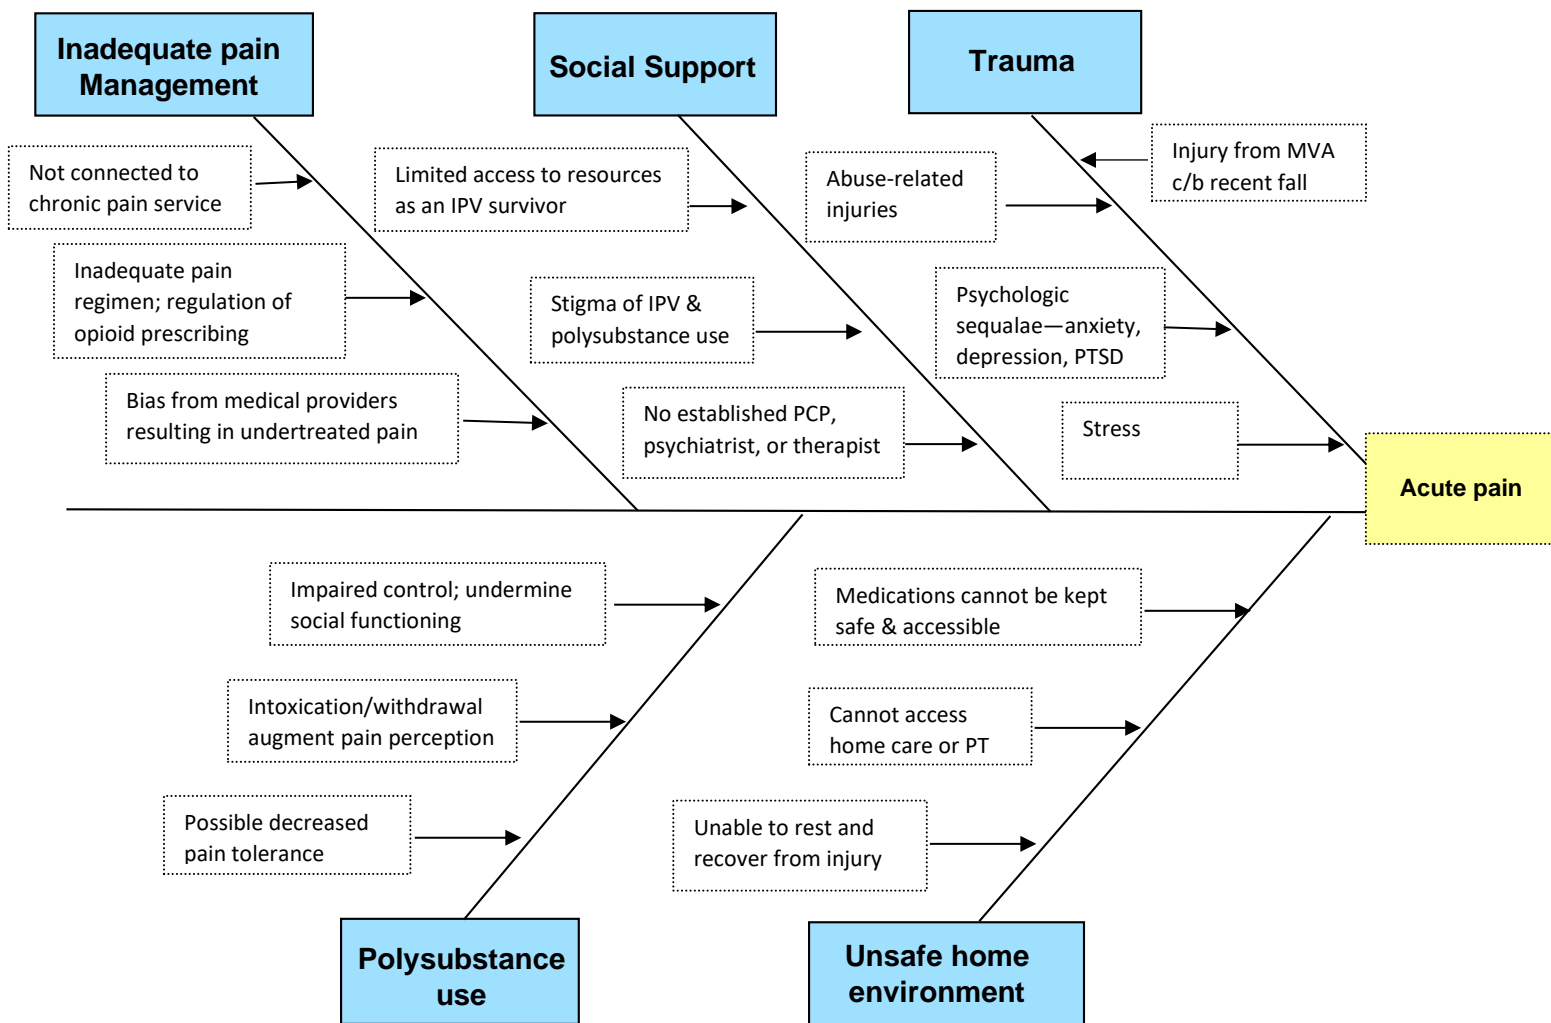 Inadequate pain
Management
Social Support
Trauma
Not connected to
chronic pain service
Inadequate pain
regimen; regulation of
opioid prescribing
Bias from medical providers
resulting in undertreated pain
Limited access to resources
as an IPV survivor
Stigma of IPV &
polysubstance use
No established PCP,
psychiatrist, or therapist
Abuse-related
injuries
Injury from MVA
c/b recent fall
Psychologic
sequalae—anxiety,
depression, PTSD
Stress
Acute pain
Impaired control; undermine
social functioning
Intoxication/withdrawal
augment pain perception
Possible decreased
pain tolerance
Medications cannot be kept
safe & accessible
Cannot access
home care or PT
Unable to rest and
recover from injury
Polysubstance
use
Unsafe home
environment